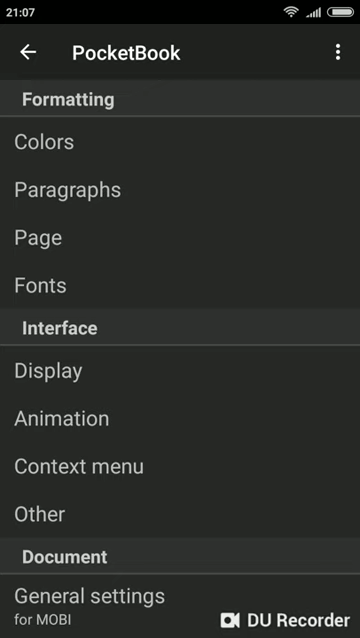 21:07
PocketBook
Formatting
Colors
Paragraphs
Page
Fonts
Interface
Display
Animation
Context menu
Other
Document
General settings
for MOBI
DU Recorder